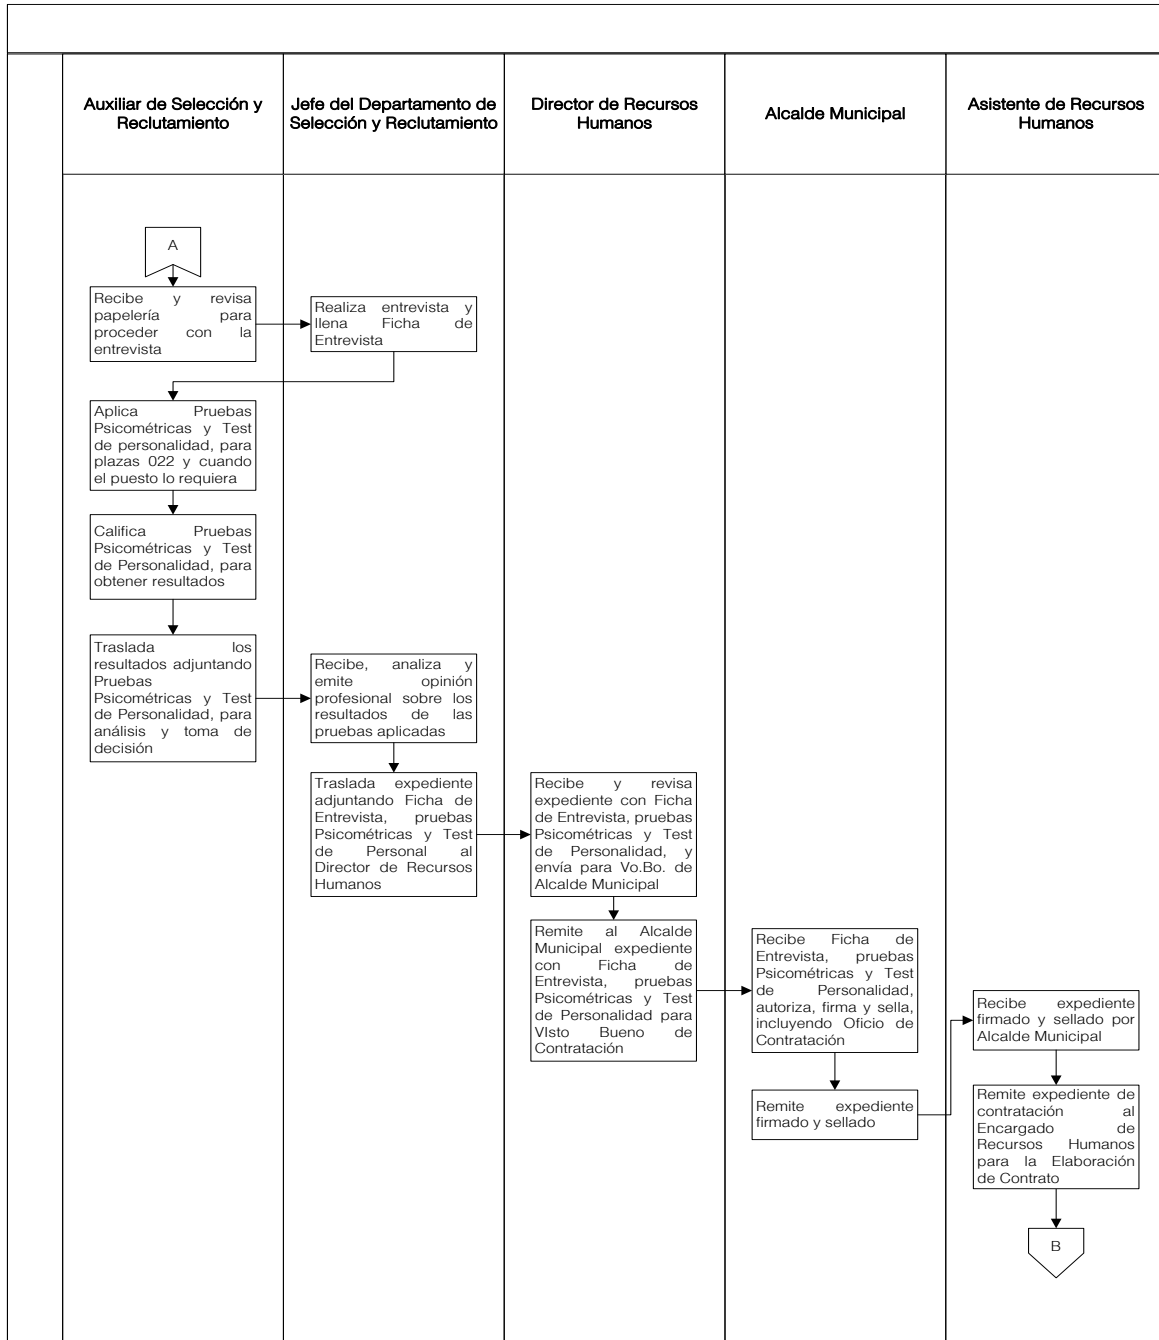 Auxiliar de Selección y
Reclutamiento
Jefe del Departamento de
Selección y Reclutamiento
Director de Recursos
Humanos
Alcalde Municipal
Asistente de Recursos
Humanos
A
Recibe y revisa
papelería para
proceder con la
entrevista
Realiza entrevista y
llena Ficha de
Entrevista
Aplica Pruebas
Psicométricas y Test
de personalidad, para
plazas 022 y cuando
el puesto lo requiera
Califica Pruebas
Psicométricas y Test
de Personalidad, para
obtener resultados
Traslada los
resultados adjuntando
Pruebas
Psicométricas y Test
de Personalidad, para
análisis y toma de
decisión
Recibe, analiza y
emite opinión
profesional sobre los
resultados de las
pruebas aplicadas
Traslada expediente
adjuntando Ficha de
Entrevista, pruebas
Psicométricas y Test
de Personal al
Director de Recursos
Humanos
Recibe y revisa
expediente con Ficha
de Entrevista, pruebas
Psicométricas y Test
de Personalidad, y
envía para Vo.Bo. de
Alcalde Municipal
Remite al Alcalde
Municipal expediente
con Ficha de
Entrevista, pruebas
Psicométricas y Test
de Personalidad para
VIsto Bueno de
Contratación
Recibe Ficha de
Entrevista, pruebas
Psicométricas y Test
de Personalidad,
autoriza, firma y sella,
incluyendo Oficio de
Contratación
Remite expediente
firmado y sellado
Recibe expediente
firmado y sellado por
Alcalde Municipal
Remite expediente de
contratación al
Encargado de
Recursos Humanos
para la Elaboración
de Contrato
B